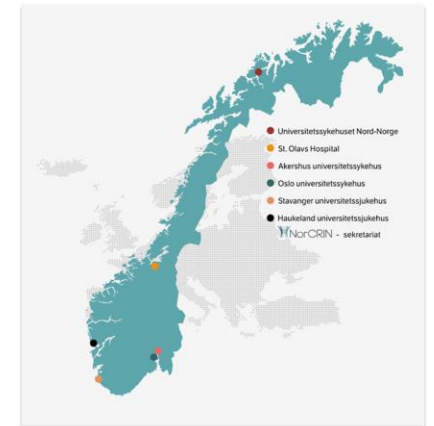 Universitetssykehuset Nord-Norge
St. Olavs Hospital
Akershus universitetssykehus
Oslo universitetssykehus
Stavanger universitetssjukehus
Haukeland universitetssjukehus
NorCRIN - sekretariat